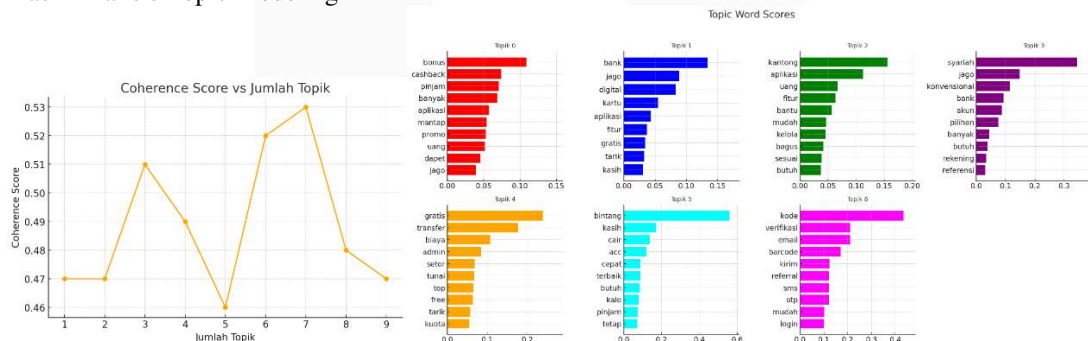 Topic Word Scores
Coherence Score vs Jumlah Topik
Coherence Score
0.53
0.52
0.51
0.50
0.49
0.48
0.47
0.46
1 2 3 4 5 6 7 8 9
Jumlah Topik
Topik 0
bonus
cashback
pinjam
banyak
aplikasi
mantap
promo
uang
dapet
jago
0.00 0.05 0.10 0.15
Topik 1
bank
jago
digital
kartu
aplikasi
fitur
gratis
tarik
kasih
0.00 0.05 0.10 0.15
Topik 2
kantong
aplikasi
uang
fitur
bantu
mudah
kelola
bagus
sesuai
butuh
0.00 0.05 0.10 0.15 0.20
Topik 3
syariah
jago
konvensional
bank
akun
pilihan
banyak
butuh
rekening
referensi
0.0 0.1 0.2 0.3
Topik 4
gratis
transfer
biaya
admin
setor
tunai
top
free
tarik
kuota
0.0 0.1 0.2
Topik 5
bintang
kasih
cair
acc
cepat
terbaik
butuh
kalo
pinjam
tetap
0.0 0.2 0.4 0.6
Topik 6
kode
verifikasi
email
barcode
kirim
referral
sms
otp
mudah
login
0.0 0.1 0.2 0.3 0.4